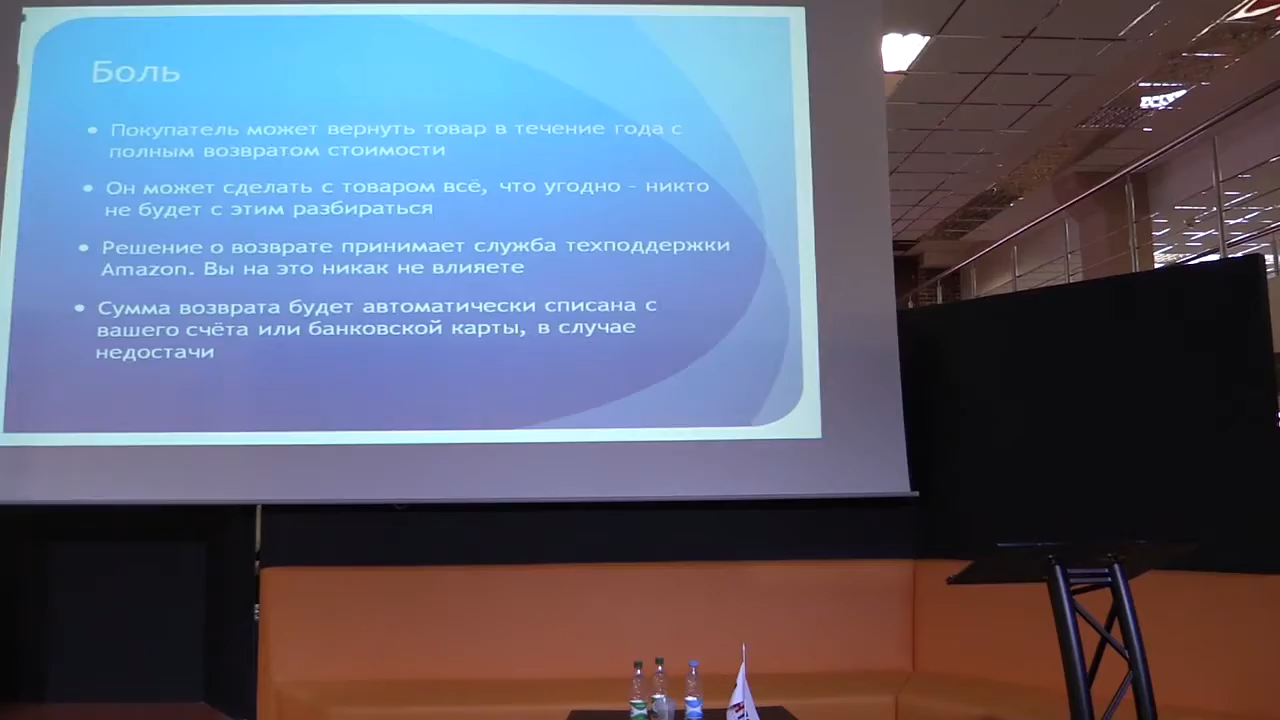 Боль
• Покупатель может вернуть товар в течение года с
полным возвратом стоимости
• Он может сделать с товаром всё, что угодно - никто
не будет с этим разбираться
• Решение о возврате принимает служба техподдержки
Amazon. Вы на это никак не влияете
• Сумма возврата будет автоматически списана с
вашего счёта или банковской карты, в случае
недостачи